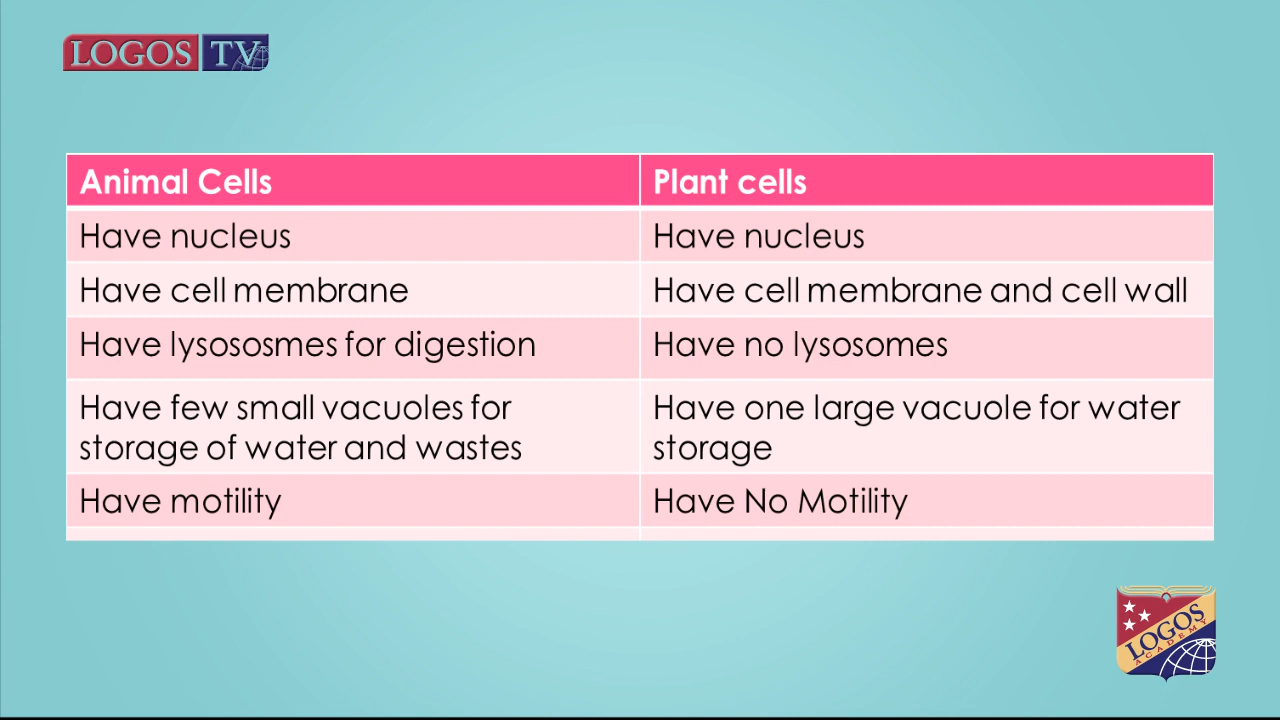 LOGOS TV
Animal Cells
Plant cells
Have nucleus
Have nucleus
Have cell membrane
Have cell membrane and cell wall
Have lysososmes for digestion
Have no lysosomes
Have few small vacuoles for
storage of water and wastes
Have one large vacuole for water
storage
Have motility
Have No Motility
LOGOS
ACADEMY